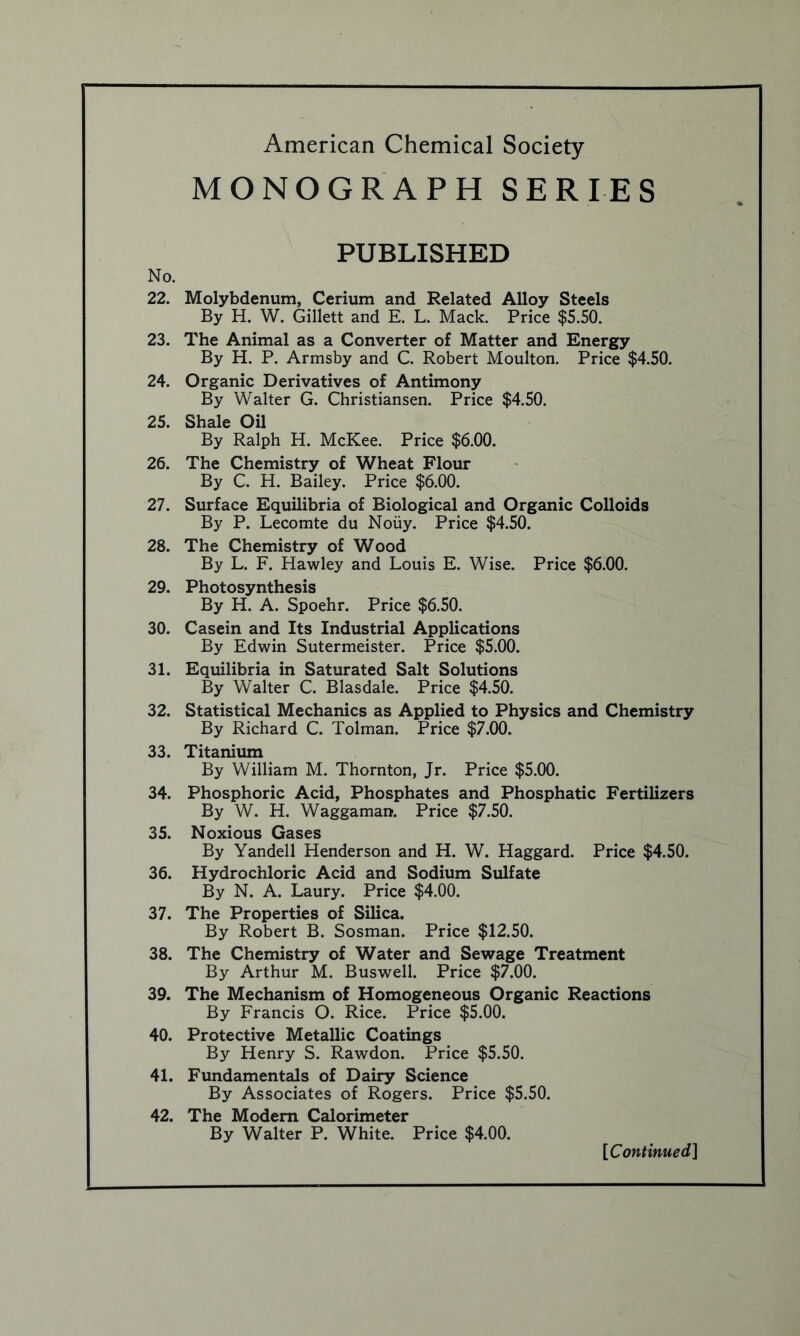 American Chemical Society
MONOGRAPH SERIES
PUBLISHED
No.
22. Molybdenum, Cerium and Related Alloy Steels
By H. W. Gillett and E. L. Mack. Price $5.50.
23. The Animal as a Converter of Matter and Energy
By H. P. Armsby and C. Robert Moulton. Price $4.50.
24. Organic Derivatives of Antimony
By Walter G. Christiansen. Price $4.50.
25. Shale Oil
By Ralph H. McKee. Price $6.00.
26. The Chemistry of Wheat Flour
By C. H. Bailey. Price $6.00.
27. Surface Equilibria of Biological and Organic Colloids
By P. Lecomte du Noüy. Price $4.50.
28. The Chemistry of Wood
By L. F. Hawley and Louis E. Wise. Price $6.00.
29. Photosynthesis
By H. A. Spoehr. Price $6.50.
30. Casein and Its Industrial Applications
By Edwin Sutermeister. Price $5.00.
31. Equilibria in Saturated Salt Solutions
By Walter C. Blasdale. Price $4.50.
32. Statistical Mechanics as Applied to Physics and Chemistry
By Richard C. Tolman. Price $7.00.
33. Titanium
By William M. Thornton, Jr. Price $5.00.
34. Phosphoric Acid, Phosphates and Phosphatic Fertilizers
By W. H. Waggaman. Price $7.50.
35. Noxious Gases
By Yandell Henderson and H. W. Haggard. Price $4.50.
36. Hydrochloric Acid and Sodium Sulfate
By N. A. Laury. Price $4.00.
37. The Properties of Silica.
By Robert B. Sosman. Price $12.50.
38. The Chemistry of Water and Sewage Treatment
By Arthur M. Buswell. Price $7.00.
39. The Mechanism of Homogeneous Organic Reactions
By Francis O. Rice. Price $5.00.
40. Protective Metallic Coatings
By Henry S. Rawdon. Price $5.50.
41. Fundamentals of Dairy Science
By Associates of Rogers. Price $5.50.
42. The Modern Calorimeter
By Walter P. White. Price $4.00.
[Continued]